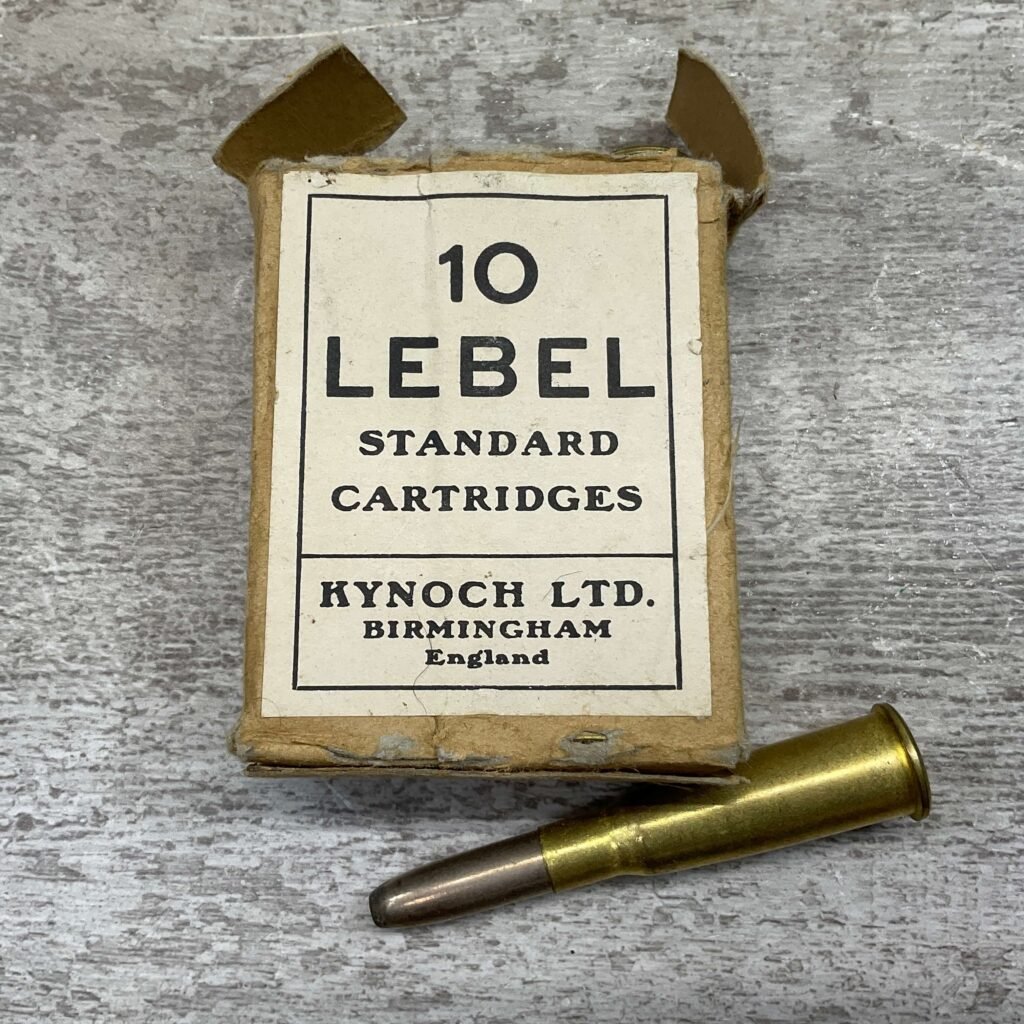 10
LEBEL
STANDARD
CARTRIDGES
KYNOCH LTD.
BIRMINGHAM
England